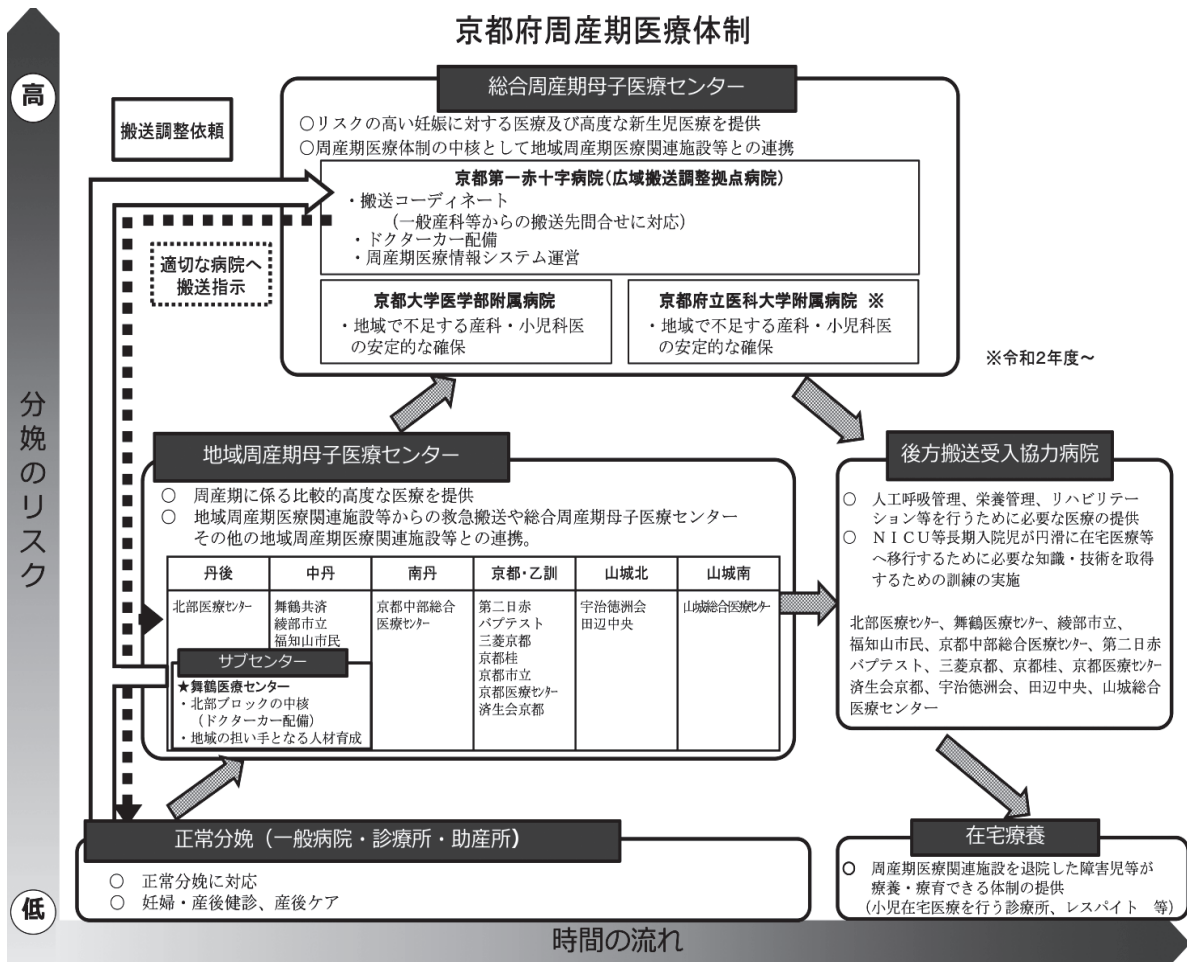 京都府周産期医療体制
高
搬送調整依頼
総合周産期母子医療センター
○リスクの高い妊娠に対する医療及び高度な新生児医療を提供
○周産期医療体制の中核として地域周産期医療関連施設等との連携
京都第一赤十字病院(広域搬送調整拠点病院)
・搬送コーディネート
(一般産科等からの搬送先問合せに対応)
・ドクターカー配備
・周産期医療情報システム運営
適切な病院へ
搬送指示
京都大学医学部附属病院
・地域で不足する産科・小児科医
の安定的な確保
京都府立医科大学附属病院 ※
・地域で不足する産科・小児科医
の安定的な確保
※令和2年度～
分娩のリスク
地域周産期母子医療センター
○ 周産期に係る比較的高度な医療を提供
○ 地域周産期医療関連施設等からの救急搬送や総合周産期母子医療センター
その他の地域周産期医療関連施設等との連携。
丹後
北部医療センター
中丹
舞鶴共済
綾部市立
福知山市民
南丹
京都中部総合
医療センター
京都・乙訓
第二日赤
バプテスト
三菱京都
京都桂
京都市立
京都医療センター
済生会京都
山城北
宇治徳洲会
田辺中央
山城南
山城総合医療センター
サブセンター
★舞鶴医療センター
・北部ブロックの中核
(ドクターカー配備)
・地域の担い手となる人材育成
後方搬送受入協力病院
○ 人工呼吸管理、栄養管理、リハビリテー
ション等を行うために必要な医療の提供
○ ＮＩＣＵ等長期入院児が円滑に在宅医療等
へ移行するために必要な知識・技術を取得
するための訓練の実施
北部医療センター、舞鶴医療センター、綾部市立、
福知山市民、京都中部総合医療センター、第二日赤
バプテスト、三菱京都、京都桂、京都医療センター
済生会京都、宇治徳洲会、田辺中央、山城総合
医療センター
正常分娩（一般病院・診療所・助産所)
○ 正常分娩に対応
○ 妊婦・産後健診、産後ケア
在宅療養
○ 周産期医療関連施設を退院した障害児等が
療養・療育できる体制の提供
(小児在宅医療を行う診療所、レスパイト 等)
低
時間の流れ